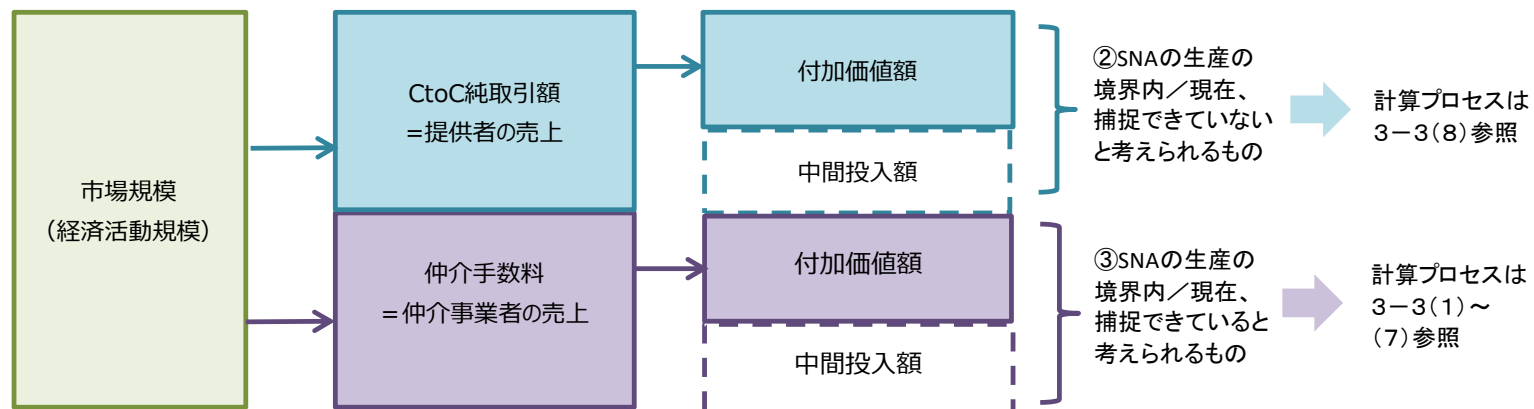 市場規模
（経済活動規模）
CtoC純取引額
＝提供者の売上
付加価値額
中間投入額
②SNAの生産の
境界内／現在、
捕捉できていない
と考えられるもの
計算プロセスは
３－３（８）参照
仲介手数料
＝仲介事業者の売上
付加価値額
中間投入額
③SNAの生産の
境界内／現在、
捕捉できていると
考えられるもの
計算プロセスは
３－３（１）～
（７）参照